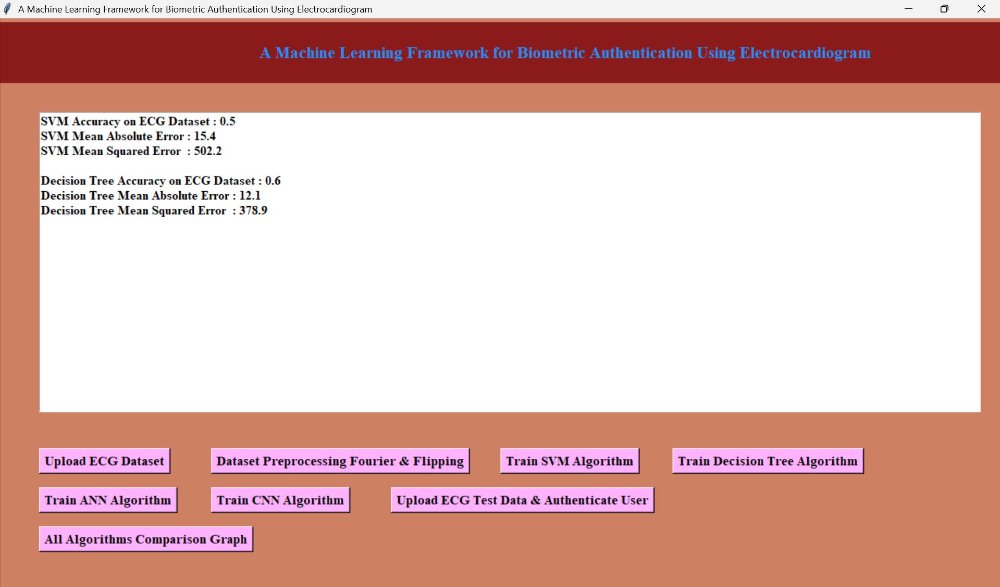 A Machine Learning Framework for Biometric Authentication Using Electrocardiogram
A Machine Learning Framework for Biometric Authentication Using Electrocardiogram
SVM Accuracy on ECG Dataset : 0.5
SVM Mean Absolute Error : 15.4
SVM Mean Squared Error  : 502.2
Decision Tree Accuracy on ECG Dataset : 0.6
Decision Tree Mean Absolute Error : 12.1
Decision Tree Mean Squared Error  : 378.9
Upload ECG Dataset
Dataset Preprocessing Fourier & Flipping
Train SVM Algorithm
Train Decision Tree Algorithm
Train ANN Algorithm
Train CNN Algorithm
Upload ECG Test Data & Authenticate User
All Algorithms Comparison Graph